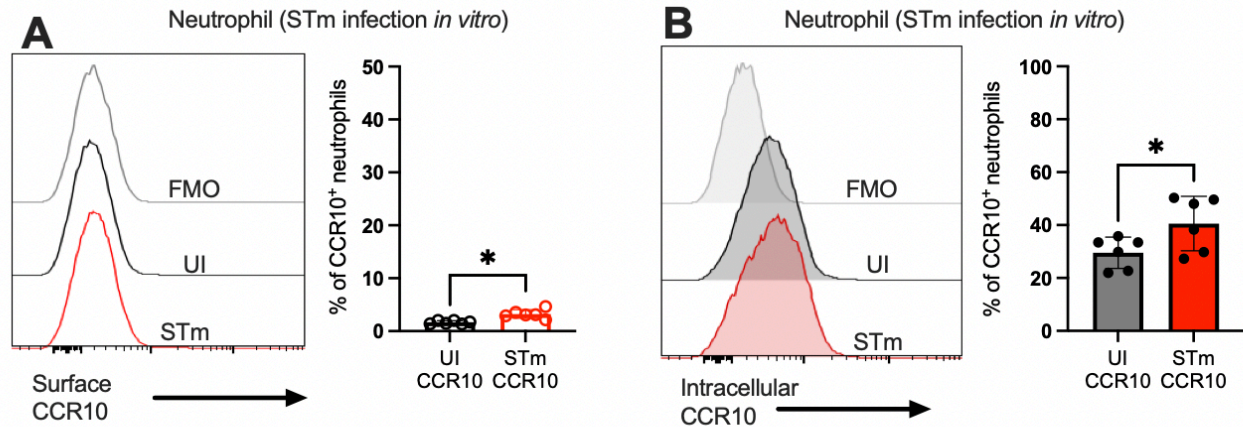 A
Neutrophil (STm infection in vitro)
FMO
UI
STm
Surface
CCR10
% of CCR10+ neutrophils
50
40
30
20
10
0
*
UI
CCR10
STm
CCR10
B
Neutrophil (STm infection in vitro)
FMO
UI
STm
Intracellular
CCR10
% of CCR10+ neutrophils
100
80
60
40
20
0
*
UI
CCR10
STm
CCR10